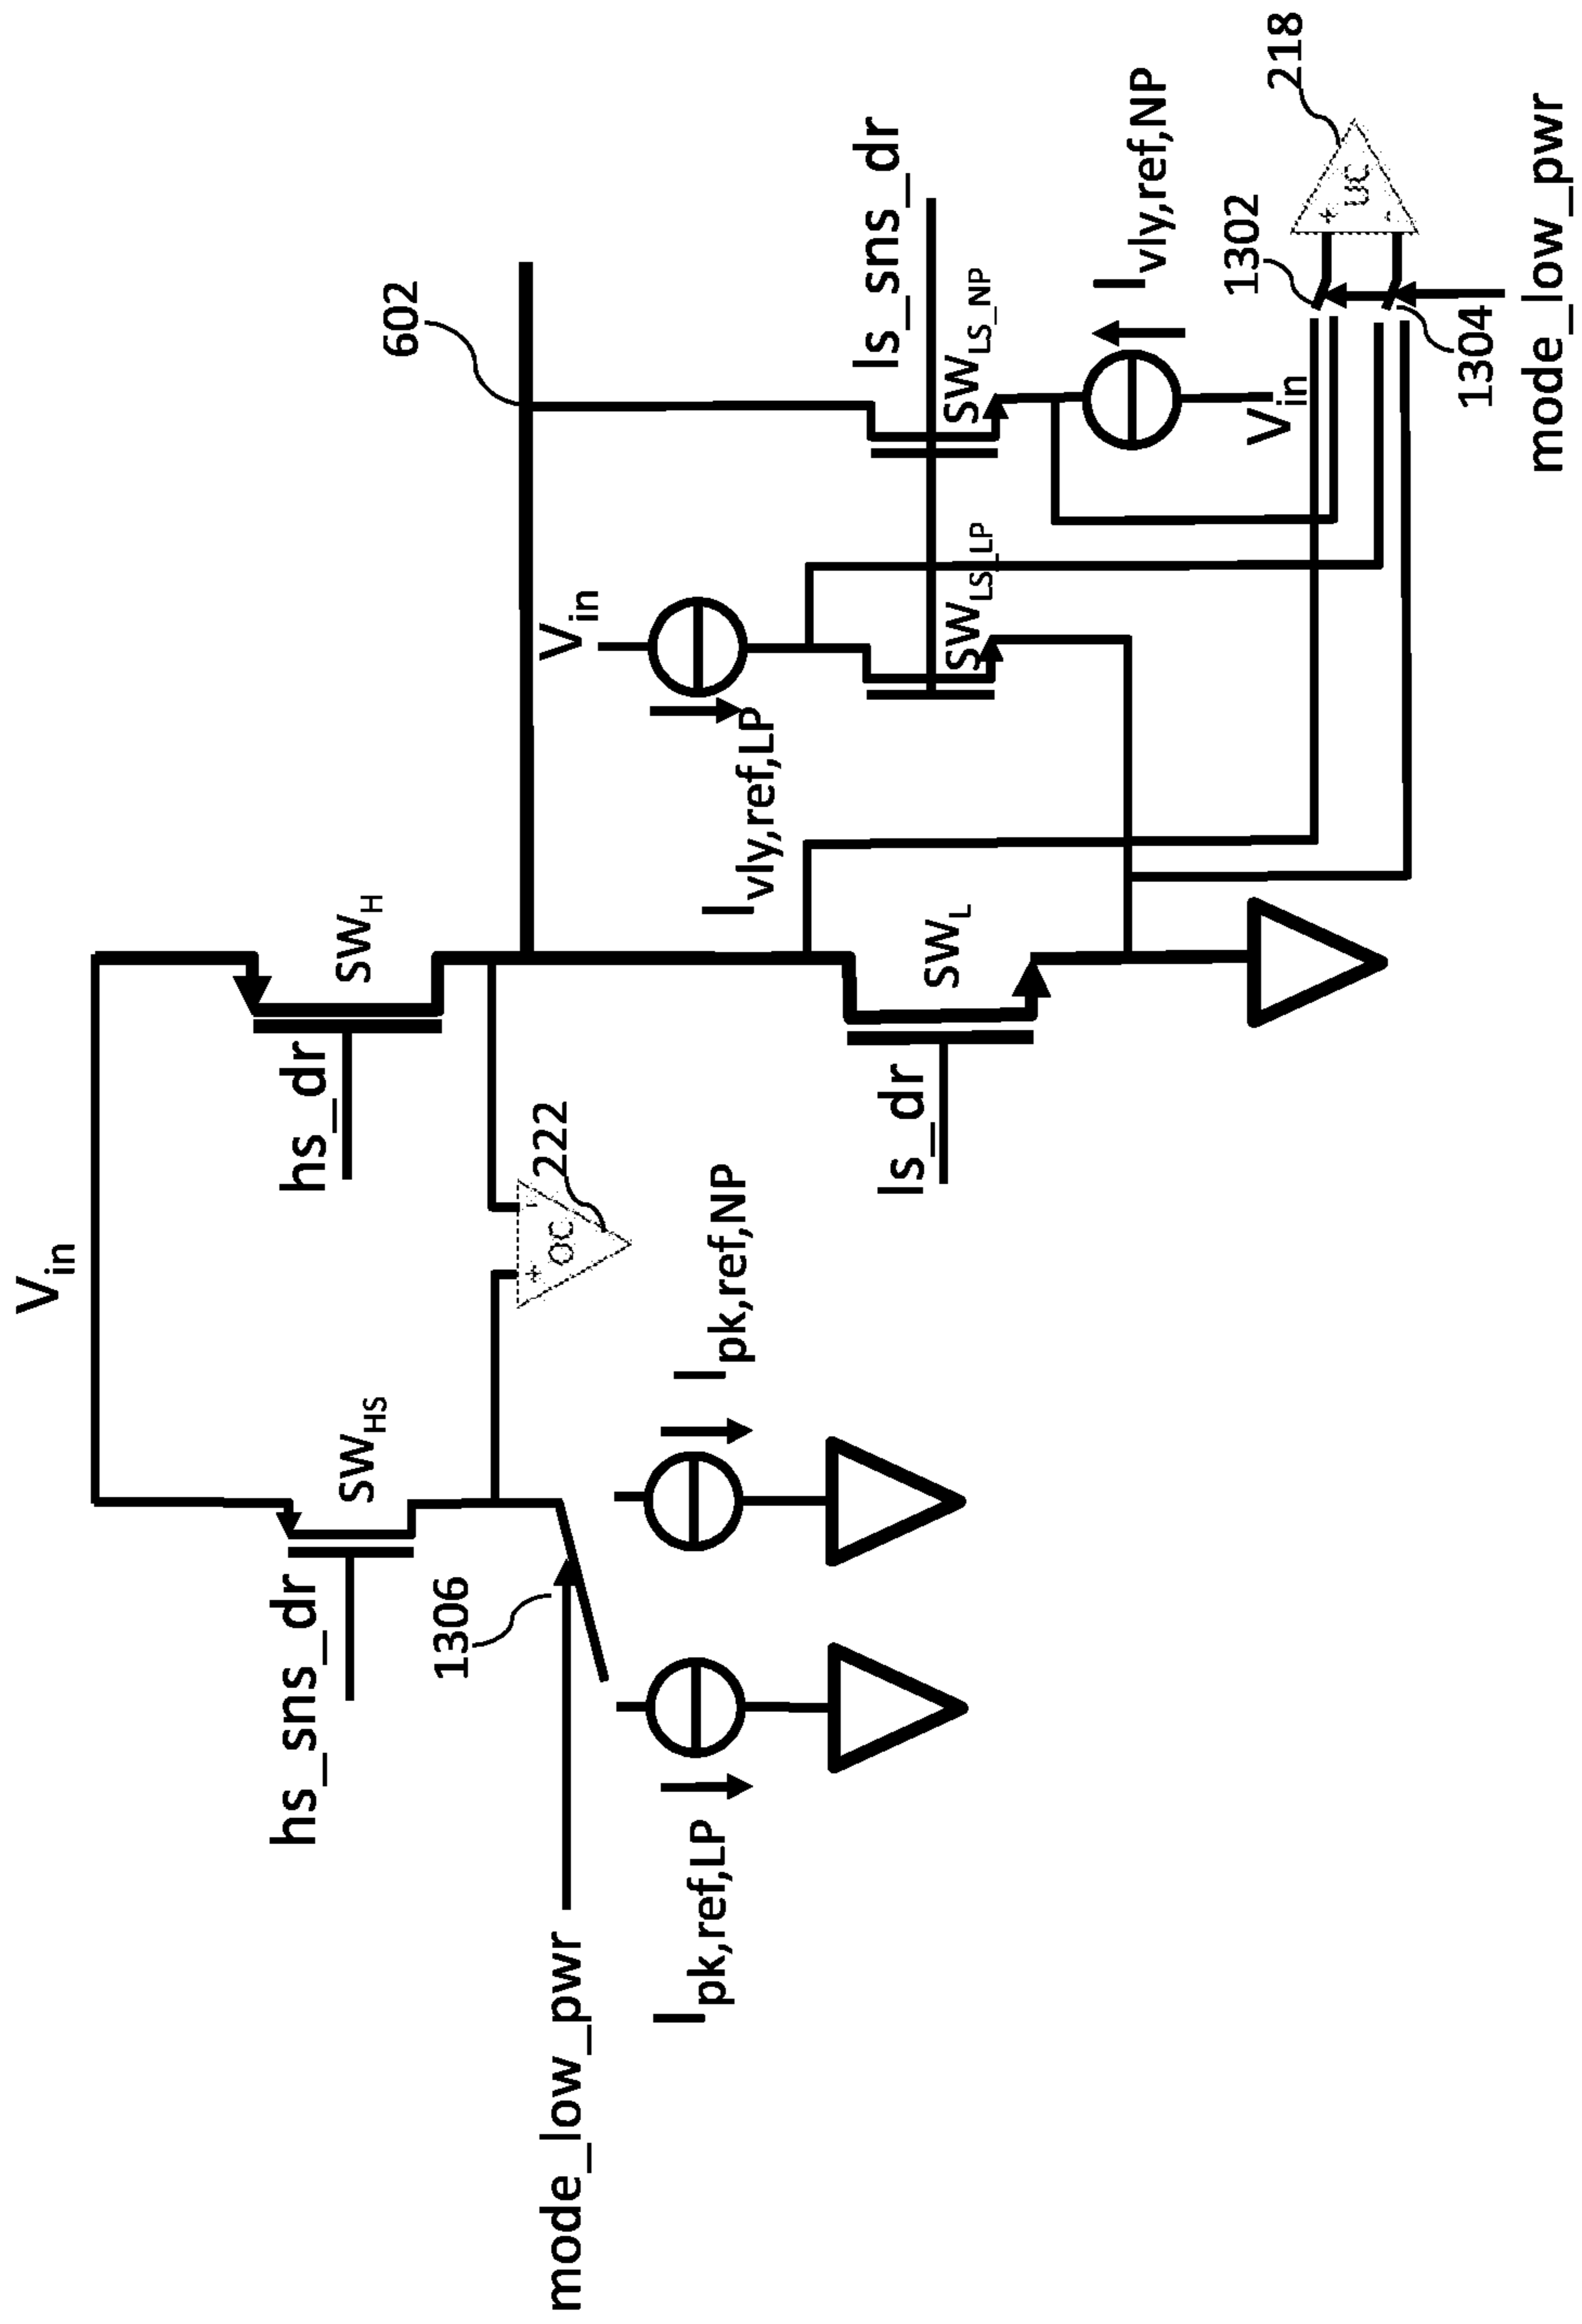 V_in
hs_sns_dr
SW_HS
hs_dr
SW_H
602
1306
mode_low_pwr
+ -
OC
222
I_pk,ref,LP
I_pk,ref,NP
V_in
I_vly,ref,LP
ls_dr
SW_L
SW_LS_LP
SW_LS_NP
ls_sns_dr
I_vly,ref,NP
V_in
1302
218
+ -
UC
1304
mode_low_pwr